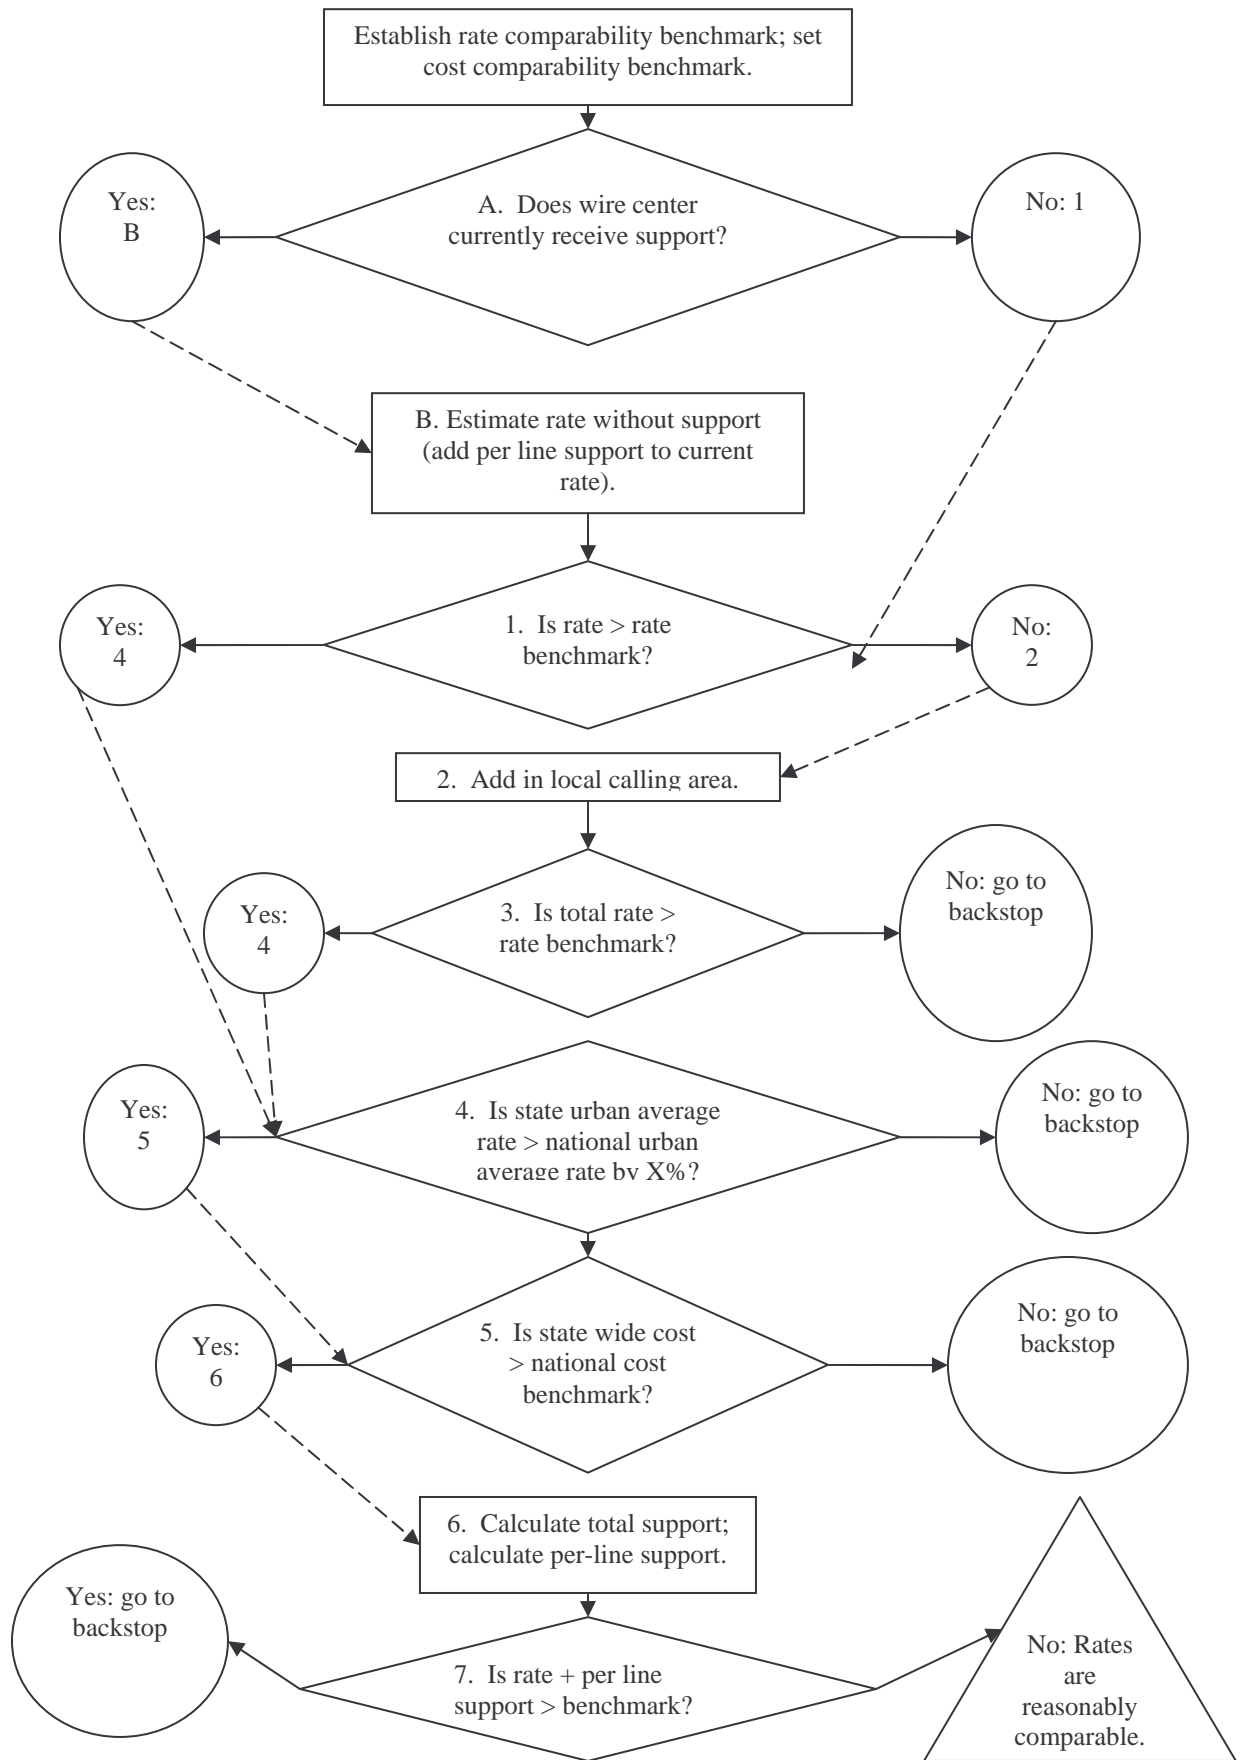 Establish rate comparability benchmark; set
cost comparability benchmark.
Yes:
B
A.  Does wire center
currently receive support?
No: 1
B. Estimate rate without support
(add per line support to current
rate).
Yes:
4
1.  Is rate > rate
benchmark?
No:
2
2.  Add in local calling area.
Yes:
4
3.  Is total rate >
rate benchmark?
No: go to
backstop
Yes:
5
4.  Is state urban average
rate > national urban
average rate by X%?
No: go to
backstop
Yes:
6
5.  Is state wide cost
> national cost
benchmark?
No: go to
backstop
6.  Calculate total support;
calculate per-line support.
Yes: go to
backstop
7.  Is rate + per line
support > benchmark?
No: Rates
are
reasonably
comparable.